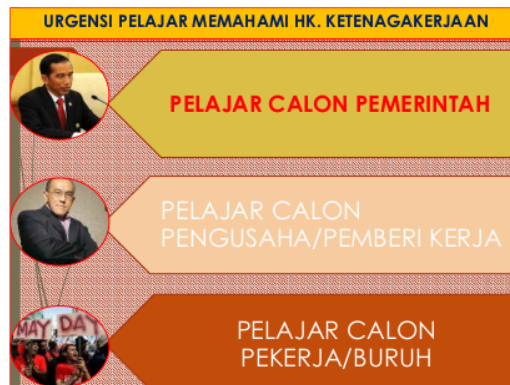 URGENSI PELAJAR MEMAHAMI HK. KETENAGAKERJAAN
PELAJAR CALON PEMERINTAH
PELAJAR CALON
PENGUSAHA/PEMBERI KERJA
MAY DAY
PELAJAR CALON
PEKERJA/BURUH